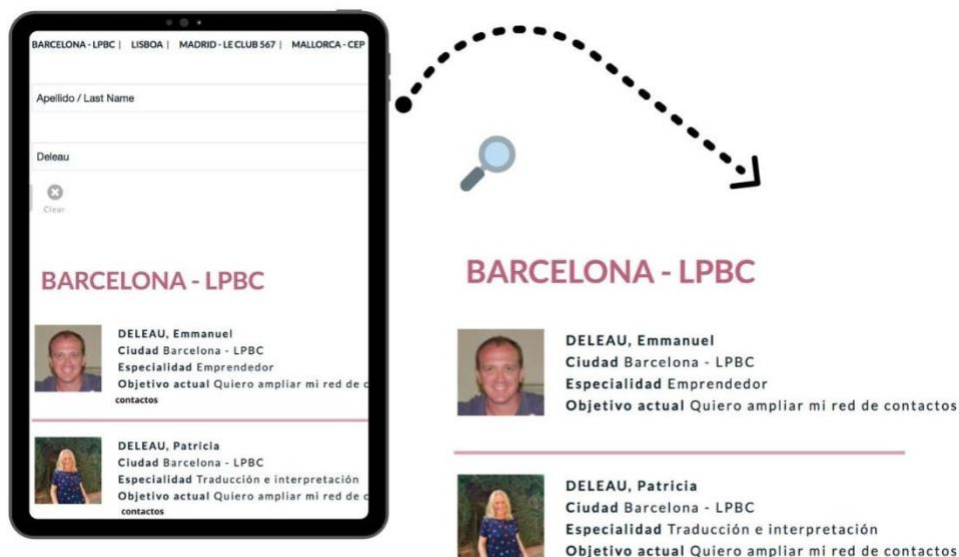 BARCELONA - LPBC | LISBOA | MADRID - LE CLUB 567 | MALLORCA - CEP
Apellido / Last Name
Deleau
Clear
BARCELONA - LPBC
DELEAU, Emmanuel
Ciudad Barcelona - LPBC
Especialidad Emprendedor
Objetivo actual Quiero ampliar mi red de c
contactos
DELEAU, Patricia
Ciudad Barcelona - LPBC
Especialidad Traducción e interpretación
Objetivo actual Quiero ampliar mi red de c
contactos
BARCELONA - LPBC
DELEAU, Emmanuel
Ciudad Barcelona - LPBC
Especialidad Emprendedor
Objetivo actual Quiero ampliar mi red de contactos
DELEAU, Patricia
Ciudad Barcelona - LPBC
Especialidad Traducción e interpretación
Objetivo actual Quiero ampliar mi red de contactos